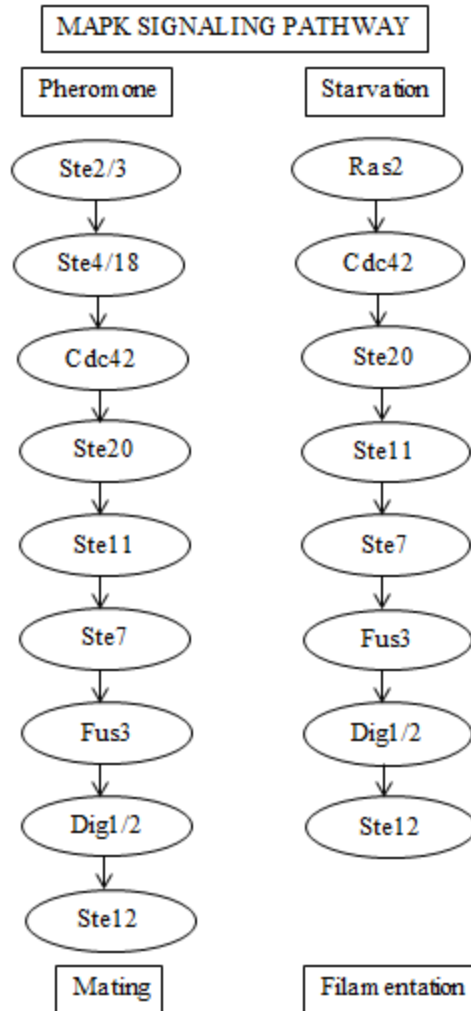 MAPK SIGNALING PATHWAY
Pheromone
Starvation
Ste2/3
Ras2
Ste4/18
Cdc42
Cdc42
Ste20
Ste20
Ste11
Ste11
Ste7
Ste7
Fus3
Fus3
Dig1/2
Dig1/2
Ste12
Ste12
Mating
Filamentation